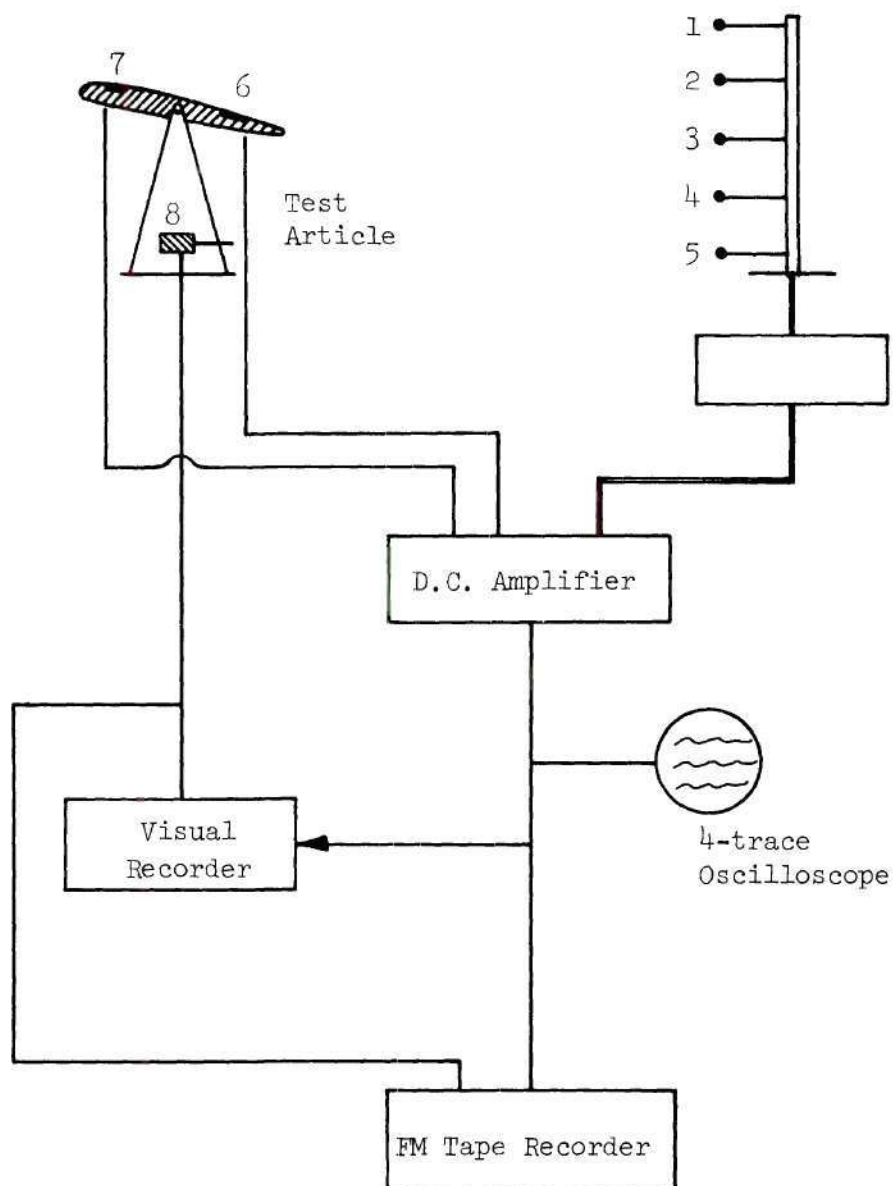 1
7
2
6
3
8
Test
Article
4
5
D.C. Amplifier
Visual
Recorder
4-trace
Oscilloscope
FM Tape Recorder